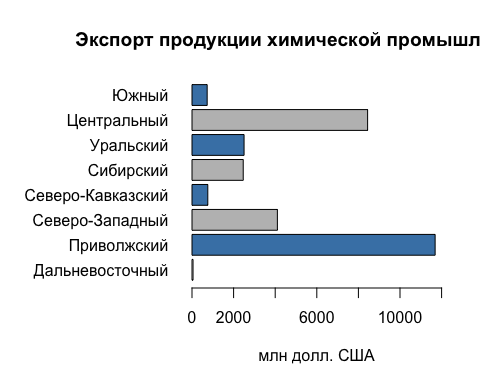 Экспорт продукции химической промышл
Южный
Центральный
Уральский
Сибирский
Северо-Кавказский
Северо-Западный
Приволжский
Дальневосточный
0 2000 6000 10000
млн долл. США